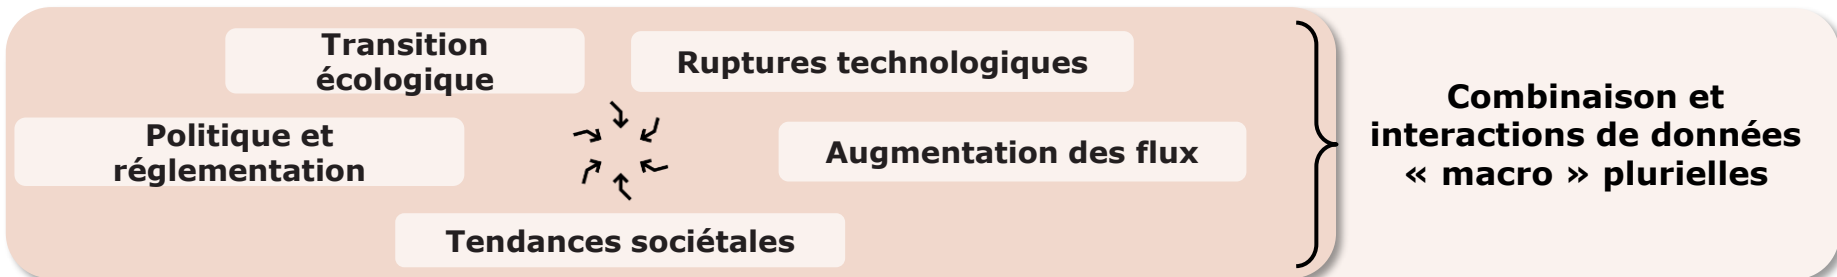 Transition
écologique
Ruptures technologiques
Politique et
réglementation
Augmentation des flux
Tendances sociétales
Combinaison et
interactions de données
« macro » plurielles